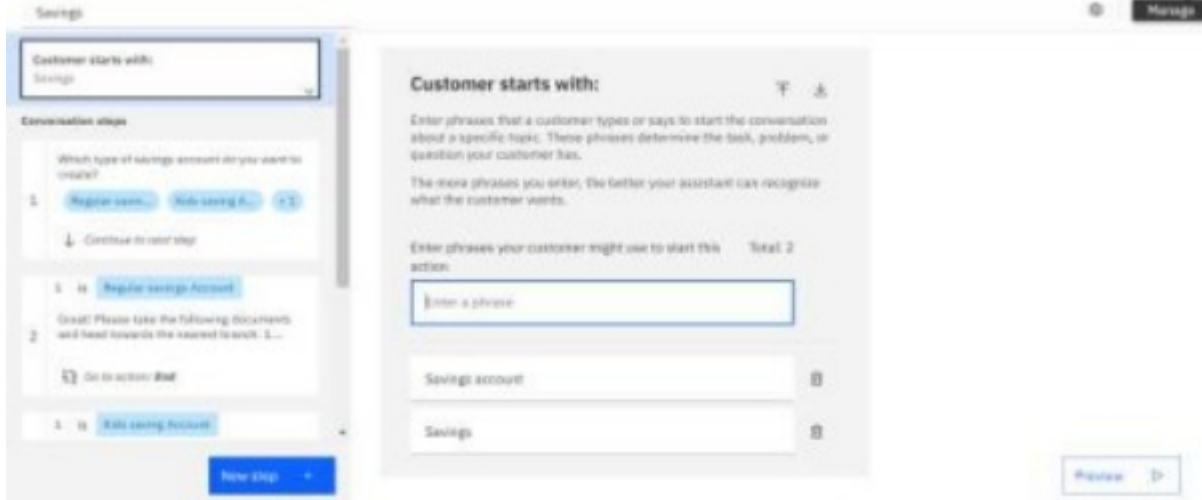 Savings
Manage
Customer starts with:
Savings
Conversation steps
Which type of savings account do you want to
create?
1
Regular savin...
Kids saving A...
+ 1
Continue to next step
1 is Regular savings Account
2
Great! Please take the following documents
and head towards the nearest branch. 1....
Go to action: End
1 is Kids saving Account
New step +
Customer starts with:
Enter phrases that a customer types or says to start the conversation
about a specific topic. These phrases determine the task, problem, or
question your customer has.
The more phrases you enter, the better your assistant can recognize
what the customer wants.
Enter phrases your customer might use to start this
action
Total: 2
Enter a phrase
Savings account
Savings
Preview